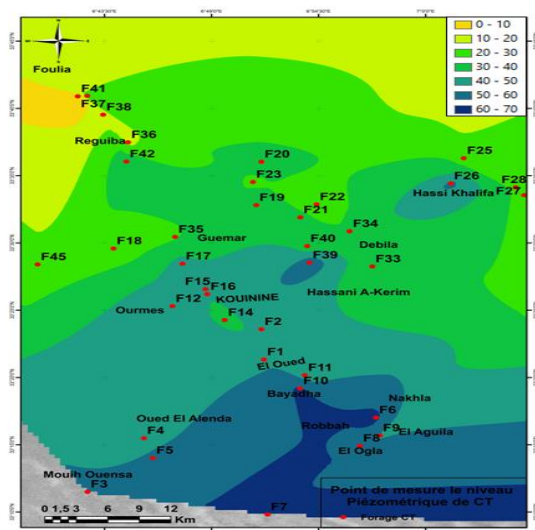 0 - 10
10 - 20
20 - 30
30 - 40
40 - 50
50 - 60
60 - 70
Foulia
F41
F37
F38
Reguiba
F36
F42
F20
F23
F25
F26
Hassi Khalifa
F28
F27
F19
F22
F21
F34
F35
Guemar
F18
F45
F17
F40
Debila
F39
F33
F15
F16
F12
KOUININE
Hassani A-Kerim
Ourmes
F14
F2
F1
El Oued
F11
F10
Bayadha
Nakhla
Oued El Alenda
F6
Robbah
F4
F9
El Aguila
F8
El Ogla
F5
Mouih Ouensa
F3
F7
Point de mesure le niveau
Piézométrique de CT
Forage CT
0 1,5 3 6 9 12
Km